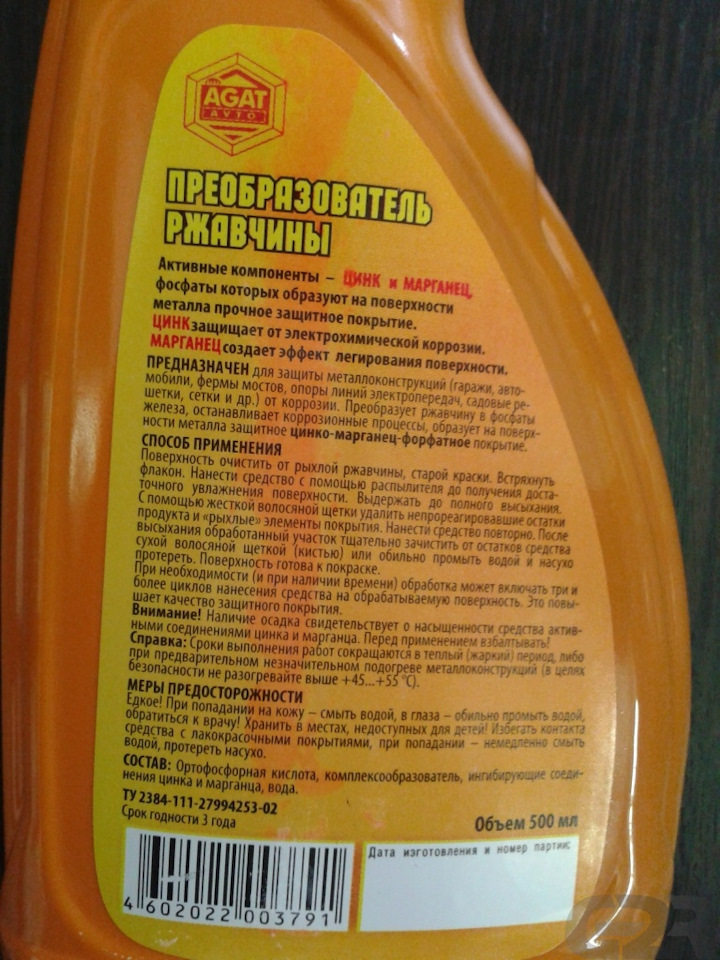 АGАТ
АVТО
ПРЕОБРАЗОВАТЕЛЬ
РЖАВЧИНЫ
Активные компоненты – ЦИНК и МАРГАНЕЦ,
фосфаты которых образуют на поверхности
металла прочное защитное покрытие.
ЦИНК защищает от электрохимической коррозии.
МАРГАНЕЦ создает эффект легирования поверхности.
ПРЕДНАЗНАЧЕН для защиты металлоконструкций (гаражи, авто-
мобили, фермы мостов, опоры линий электропередач, садовые ре-
шетки, сетки и др.) от коррозии. Преобразует ржавчину в фосфаты
железа, останавливает коррозионные процессы, образует на поверх-
ности металла защитное цинко-марганец-форфатное покрытие.
СПОСОБ ПРИМЕНЕНИЯ
Поверхность очистить от рыхлой ржавчины, старой краски. Встряхнуть
флакон. Нанести средство с помощью распылителя до получения доста-
точного увлажнения поверхности. Выдержать до полного высыхания.
С помощью жесткой волосяной щетки удалить непрореагировавшие остатки
продукта и «рыхлые» элементы покрытия. Нанести средство повторно. После
высыхания обработанный участок тщательно зачистить от остатков средства
сухой волосяной щеткой (кистью) или обильно промыть водой и насухо
протереть. Поверхность готова к покраске.
При необходимости (и при наличии времени) обработка может включать три и
более циклов нанесения средства на обрабатываемую поверхность. Это повы-
шает качество защитного покрытия.
Внимание! Наличие осадка свидетельствует о насыщенности средства актив-
ными соединениями цинка и марганца. Перед применением взбалтывать!
Справка: Сроки выполнения работ сокращаются в теплый (жаркий) период, либо
при предварительном незначительном подогреве металлоконструкций (в целях
безопасности не разогревайте выше +45...+55 °С).
МЕРЫ ПРЕДОСТОРОЖНОСТИ
Едкое! При попадании на кожу – смыть водой, в глаза – обильно промыть водой,
обратиться к врачу! Хранить в местах, недоступных для детей! Избегать контакта
средства с лакокрасочными покрытиями, при попадании – немедленно смыть
водой, протереть насухо.
СОСТАВ: Ортофосфорная кислота, комплексообразователь, ингибирующие соеди-
нения цинка и марганца, вода.
ТУ 2384-111-27994253-02
Срок годности 3 года
Объем 500 мл
Дата изготовления и номер партии:
4 602022 003791